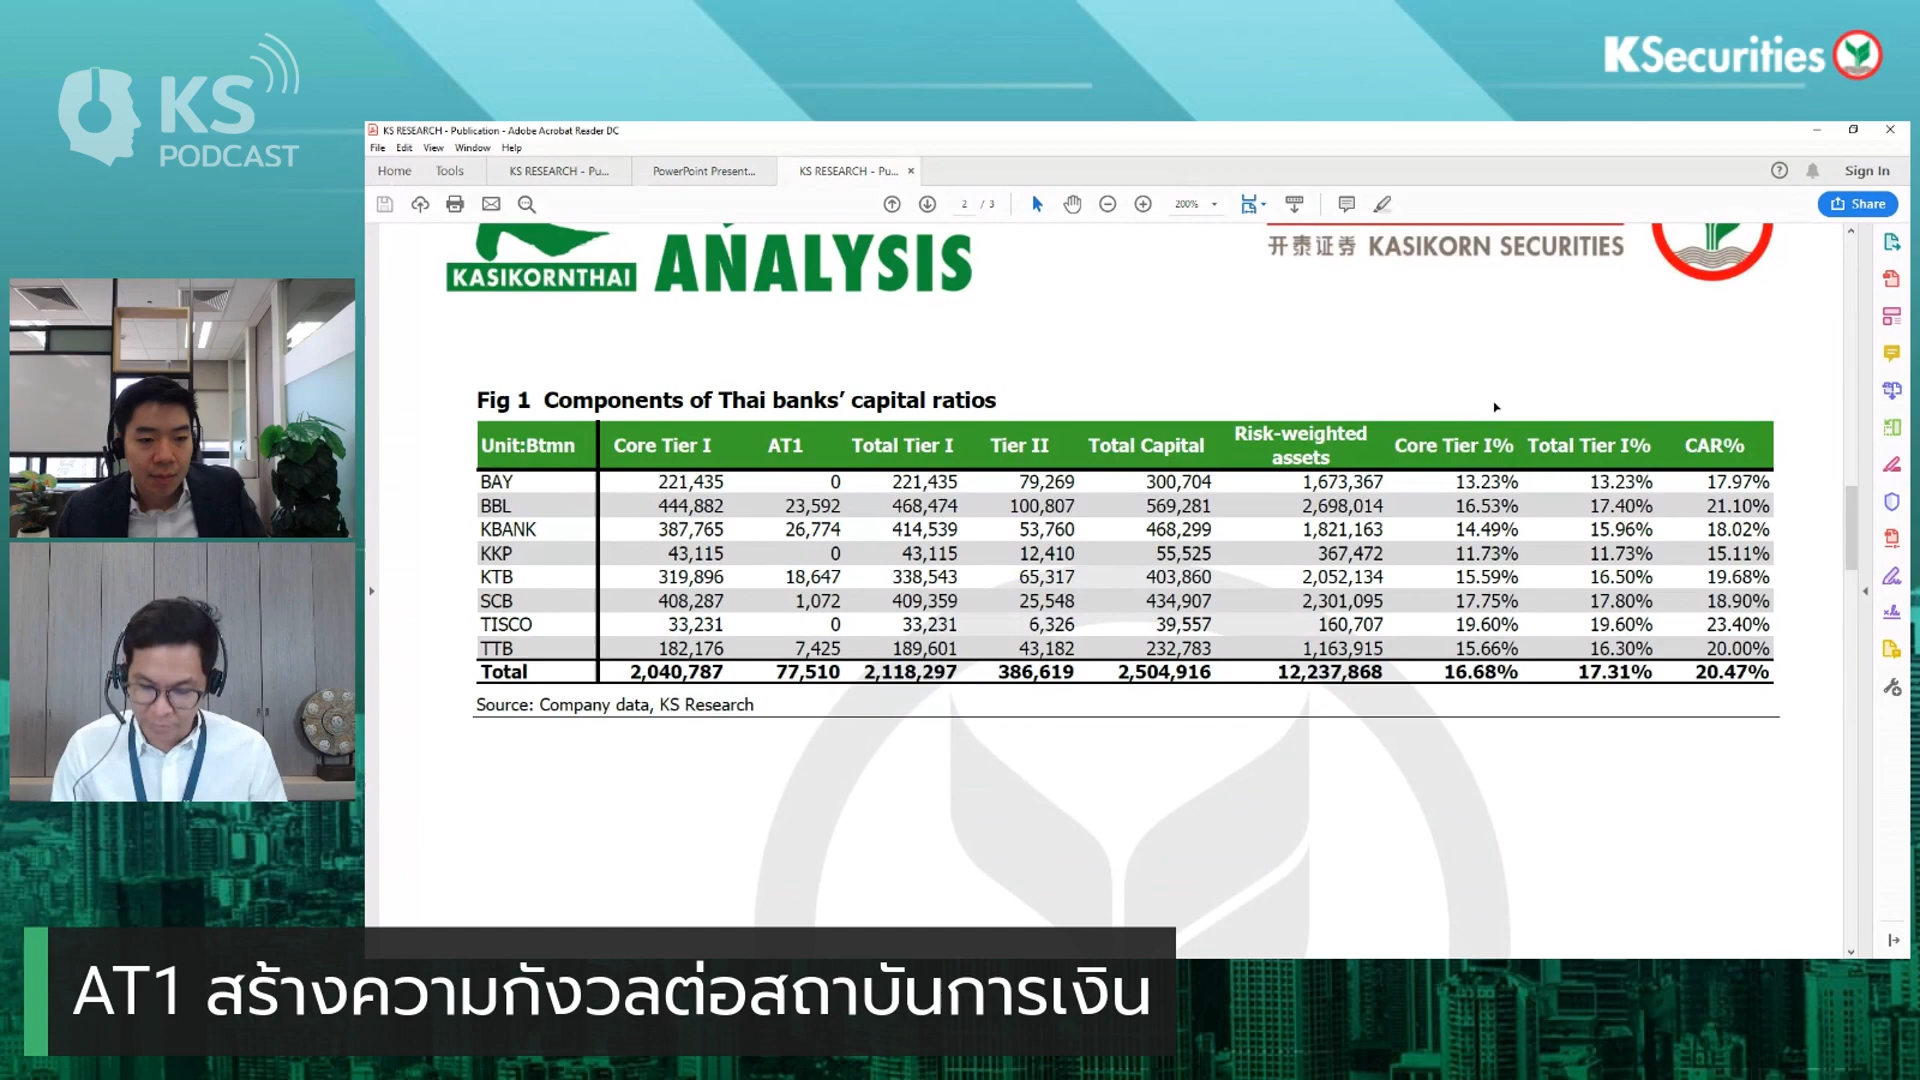 KS
PODCAST
KSecurities
KS RESEARCH - Publication - Adobe Acrobat Reader DC
File Edit View Window Help
Home Tools KS RESEARCH - Pu... PowerPoint Present... KS RESEARCH - Pu... × Sign In
2 / 3 200% Share
KASIKORNTHAI ANALYSIS 开泰证券 KASIKORN SECURITIES
Fig 1 Components of Thai banks' capital ratios
Unit:Btmn Core Tier I AT1 Total Tier I Tier II Total Capital Risk-weighted assets Core Tier I% Total Tier I% CAR%
BAY 221,435 0 221,435 79,269 300,704 1,673,367 13.23% 13.23% 17.97%
BBL 444,882 23,592 468,474 100,807 569,281 2,698,014 16.53% 17.40% 21.10%
KBANK 387,765 26,774 414,539 53,760 468,299 1,821,163 14.49% 15.96% 18.02%
KKP 43,115 0 43,115 12,410 55,525 367,472 11.73% 11.73% 15.11%
KTB 319,896 18,647 338,543 65,317 403,860 2,052,134 15.59% 16.50% 19.68%
SCB 408,287 1,072 409,359 25,548 434,907 2,301,095 17.75% 17.80% 18.90%
TISCO 33,231 0 33,231 6,326 39,557 160,707 19.60% 19.60% 23.40%
TTB 182,176 7,425 189,601 43,182 232,783 1,163,915 15.66% 16.30% 20.00%
Total 2,040,787 77,510 2,118,297 386,619 2,504,916 12,237,868 16.68% 17.31% 20.47%
Source: Company data, KS Research
AT1 สร้างความกังวลต่อสถาบันการเงิน